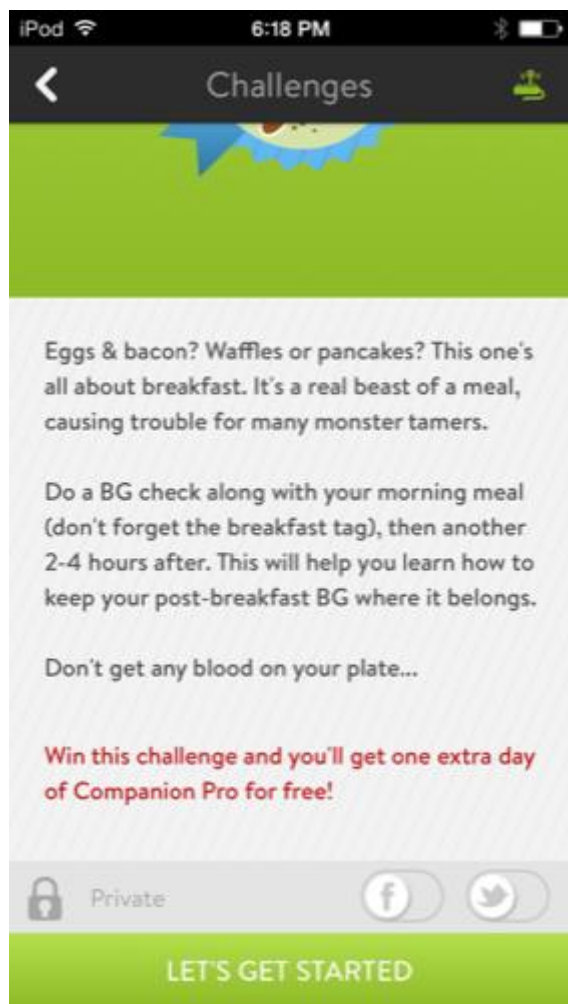 iPod 6:18 PM
Challenges
Eggs & bacon? Waffles or pancakes? This one's
all about breakfast. It's a real beast of a meal,
causing trouble for many monster tamers.
Do a BG check along with your morning meal
(don't forget the breakfast tag), then another
2-4 hours after. This will help you learn how to
keep your post-breakfast BG where it belongs.
Don't get any blood on your plate...
Win this challenge and you'll get one extra day
of Companion Pro for free!
Private
LET'S GET STARTED